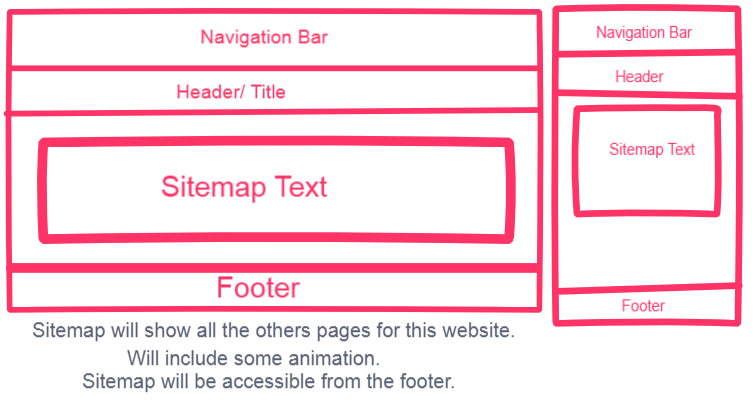 Navigation Bar
Header/ Title
Sitemap Text
Footer
Navigation Bar
Header
Sitemap Text
Footer
Sitemap will show all the others pages for this website.
Will include some animation.
Sitemap will be accessible from the footer.